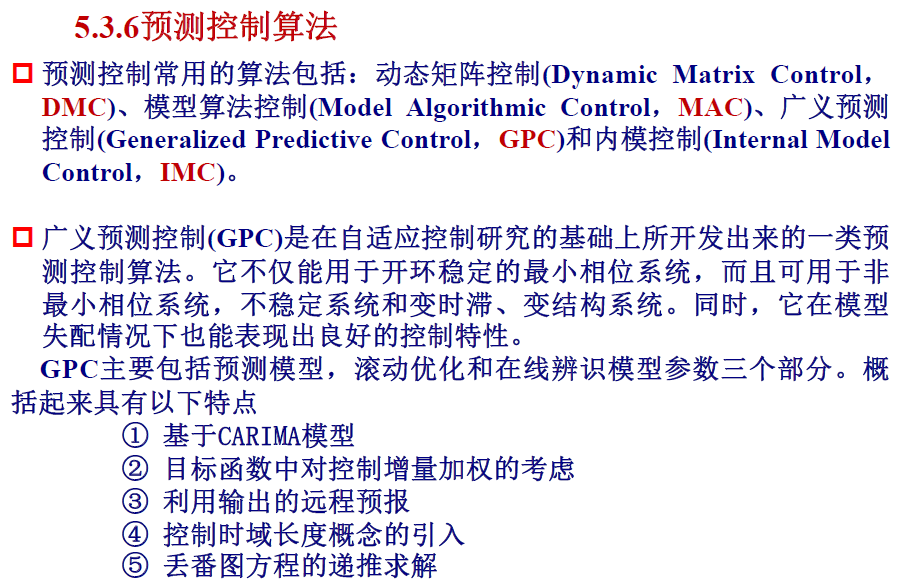 5.3.6预测控制算法
预测控制常用的算法包括：动态矩阵控制(Dynamic Matrix Control，
DMC)、模型算法控制(Model Algorithmic Control，MAC)、广义预测
控制(Generalized Predictive Control，GPC)和内模控制(Internal Model
Control，IMC)。
广义预测控制(GPC)是在自适应控制研究的基础上所开发出来的一类预
测控制算法。它不仅能用于开环稳定的最小相位系统，而且可用于非
最小相位系统，不稳定系统和变时滞、变结构系统。同时，它在模型
失配情况下也能表现出良好的控制特性。
GPC主要包括预测模型，滚动优化和在线辨识模型参数三个部分。概
括起来具有以下特点
① 基于CARIMA模型
② 目标函数中对控制增量加权的考虑
③ 利用输出的远程预报
④ 控制时域长度概念的引入
⑤ 丢番图方程的递推求解